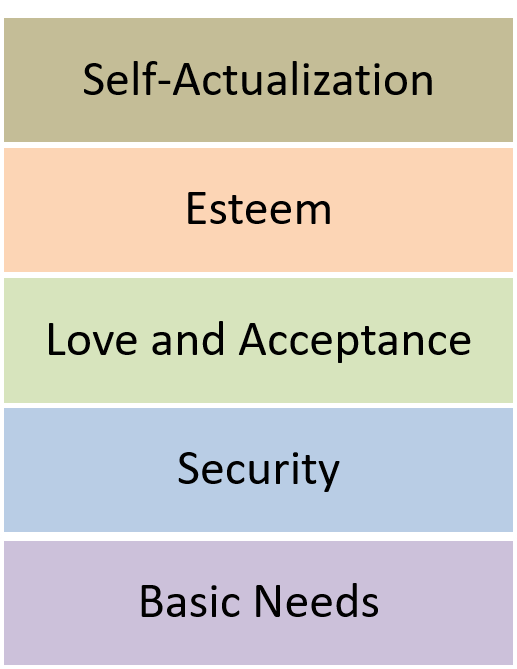 Self-Actualization
Esteem
Love and Acceptance
Security
Basic Needs